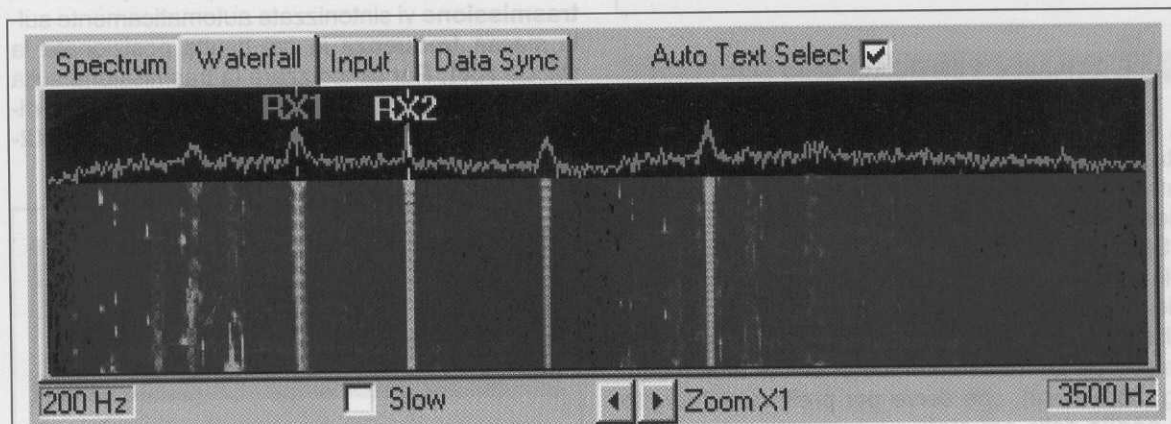 Spectrum Waterfall Input Data Sync Auto Text Select
RX1 RX2
200 Hz Slow Zoom X1 3500 Hz